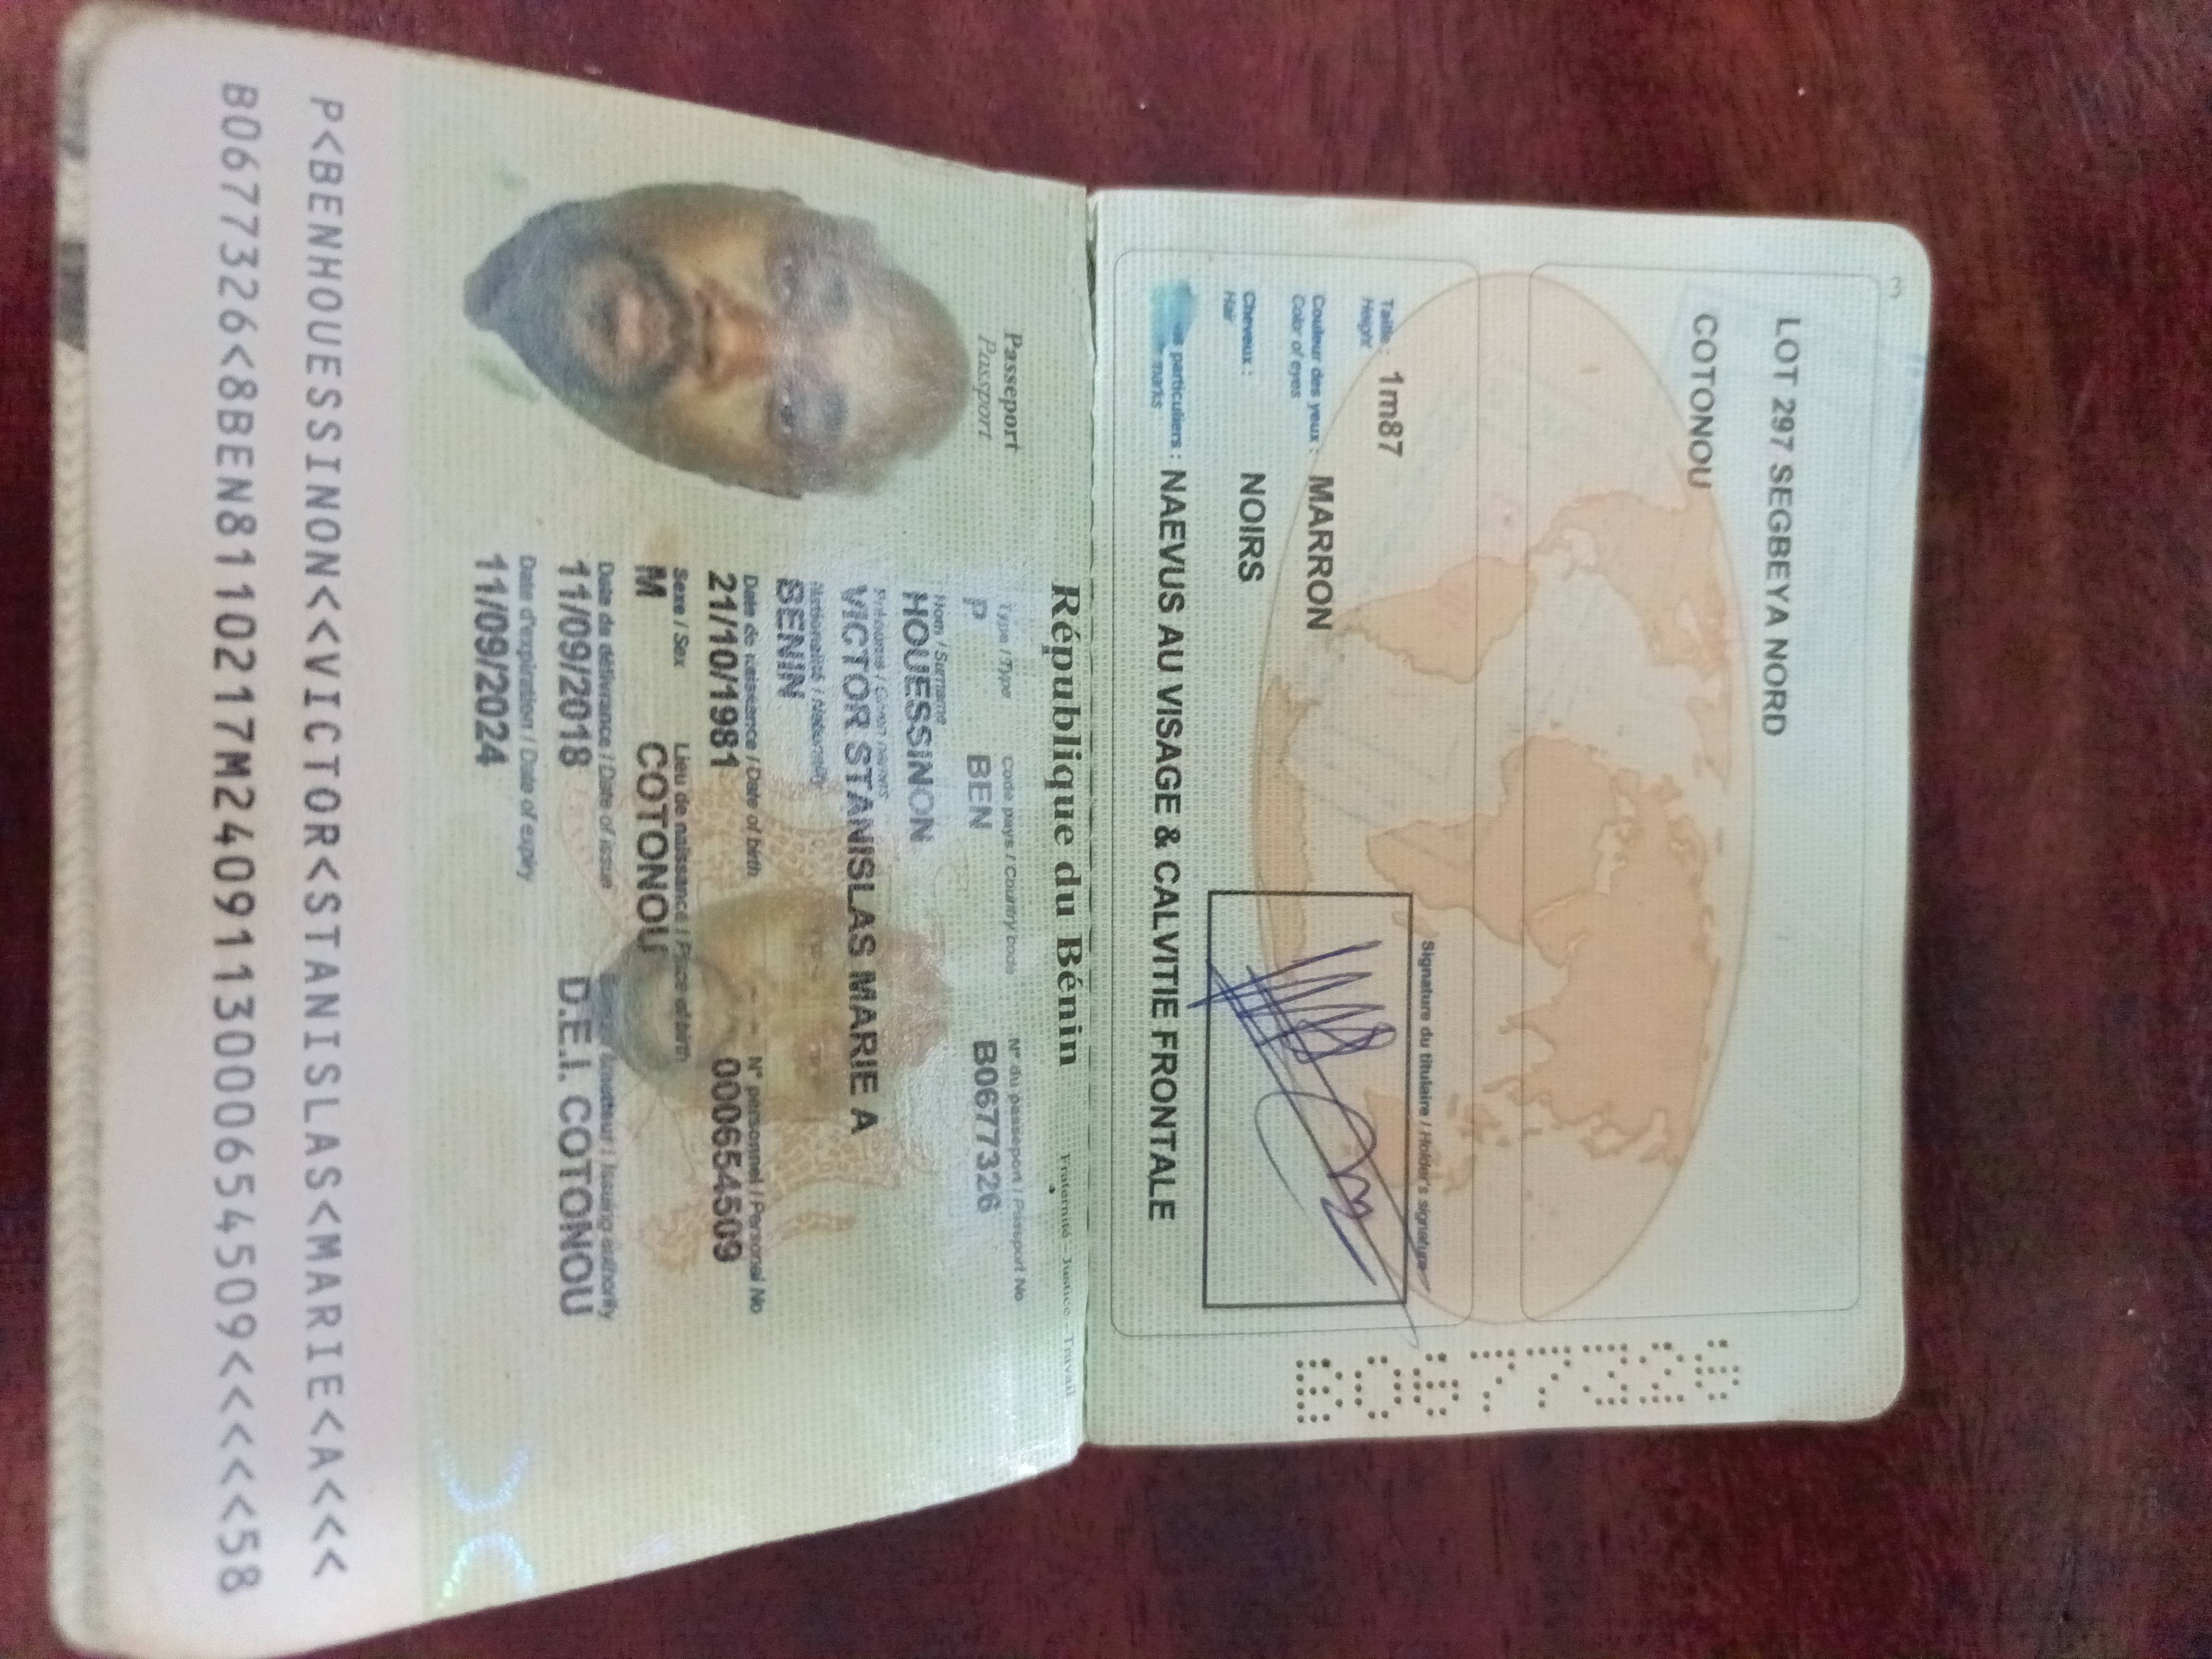 3
LOT 297 SEGBEYA NORD
COTONOU
Taille : 1m87
Height
Couleur des yeux : MARRON
Color of eyes
Cheveux : NOIRS
Hair
particuliers : NAEVUS AU VISAGE & CALVITIE FRONTALE
marks
Signature du titulaire / Holder's signature
B0677326
République du Bénin
Fraternité - Justice - Travail
Passeport
Passport
Type / Type Code pays / Country code N° du passeport / Passport No
P BEN B0677326
Nom / Surname
HOUESSINON
Prénoms / Given names
VICTOR STANISLAS MARIE A
Nationalité / Nationality
BENIN
Date de naissance / Date of birth N° personnel / Personal No
21/10/1981 0006545509
Sexe / Sex Lieu de naissance / Place of birth
M COTONOU
Date de délivrance / Date of issue / Issuing authority
11/09/2018 D.E.I. COTONOU
Date d'expiration / Date of expiry
11/09/2024
P<BENHOUESSINON<<VICTOR<STANISLAS<MARIE<A<<<
B0677326<8BEN8110217M24091130006545509<<<<58